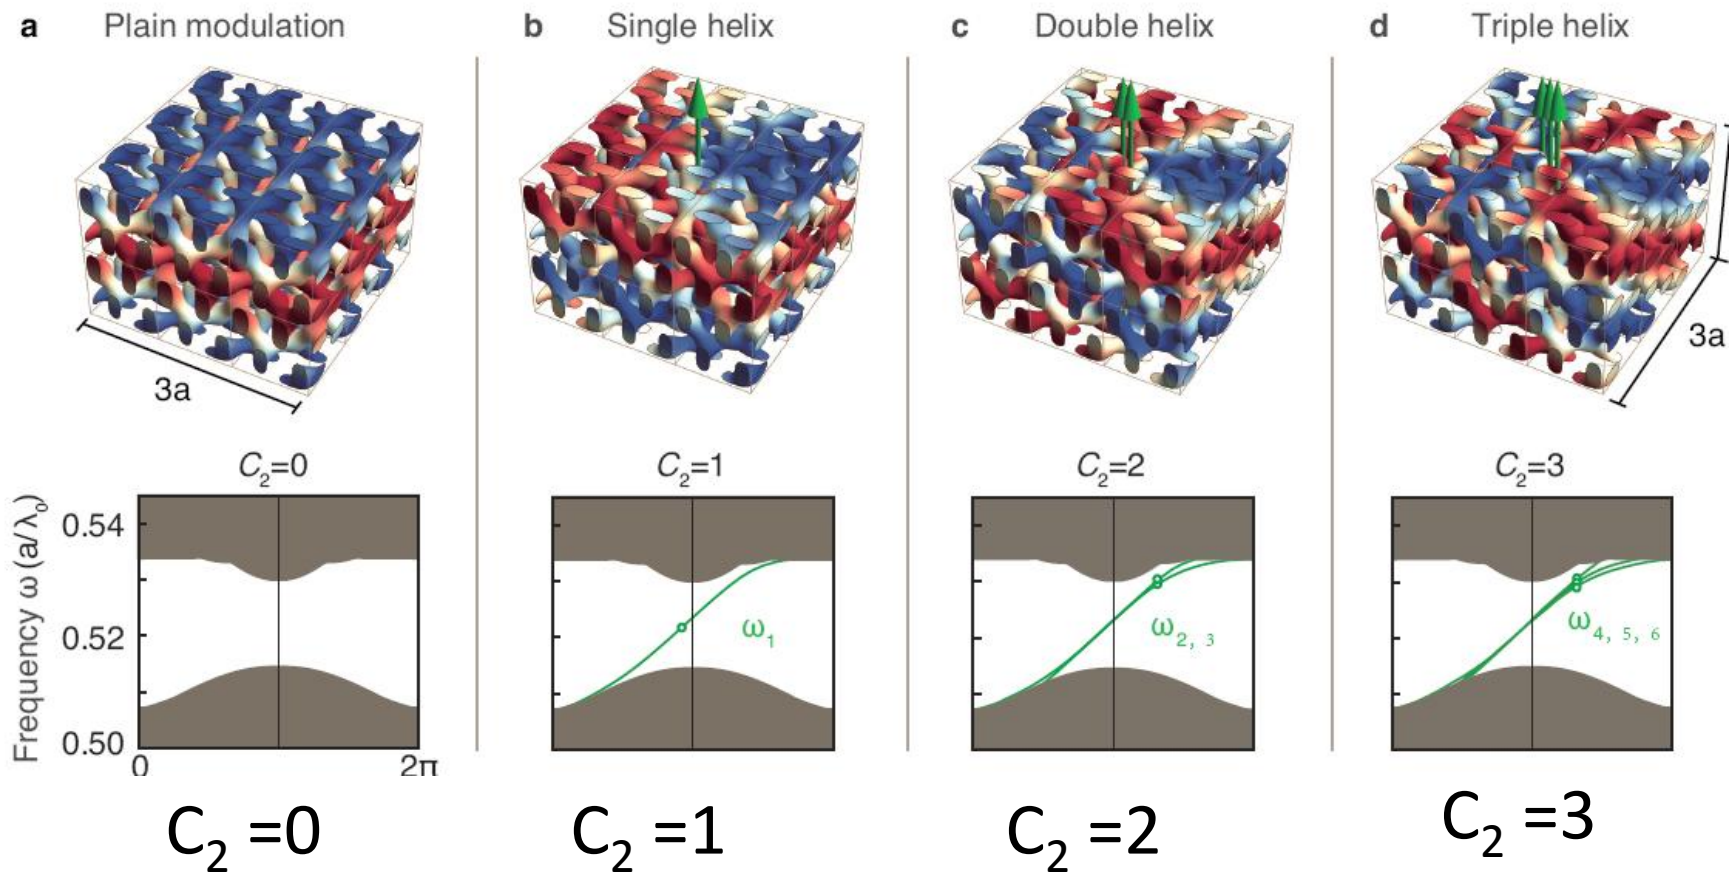 a Plain modulation
b Single helix
c Double helix
d Triple helix
3a
3a
C₂=0
C₂=1
C₂=2
C₂=3
Frequency ω (a/λ₀)
0.54
0.52
0.50
0
2π
ω₁
ω₂, ₃
ω₄, ₅, ₆
C₂ =0
C₂ =1
C₂ =2
C₂ =3